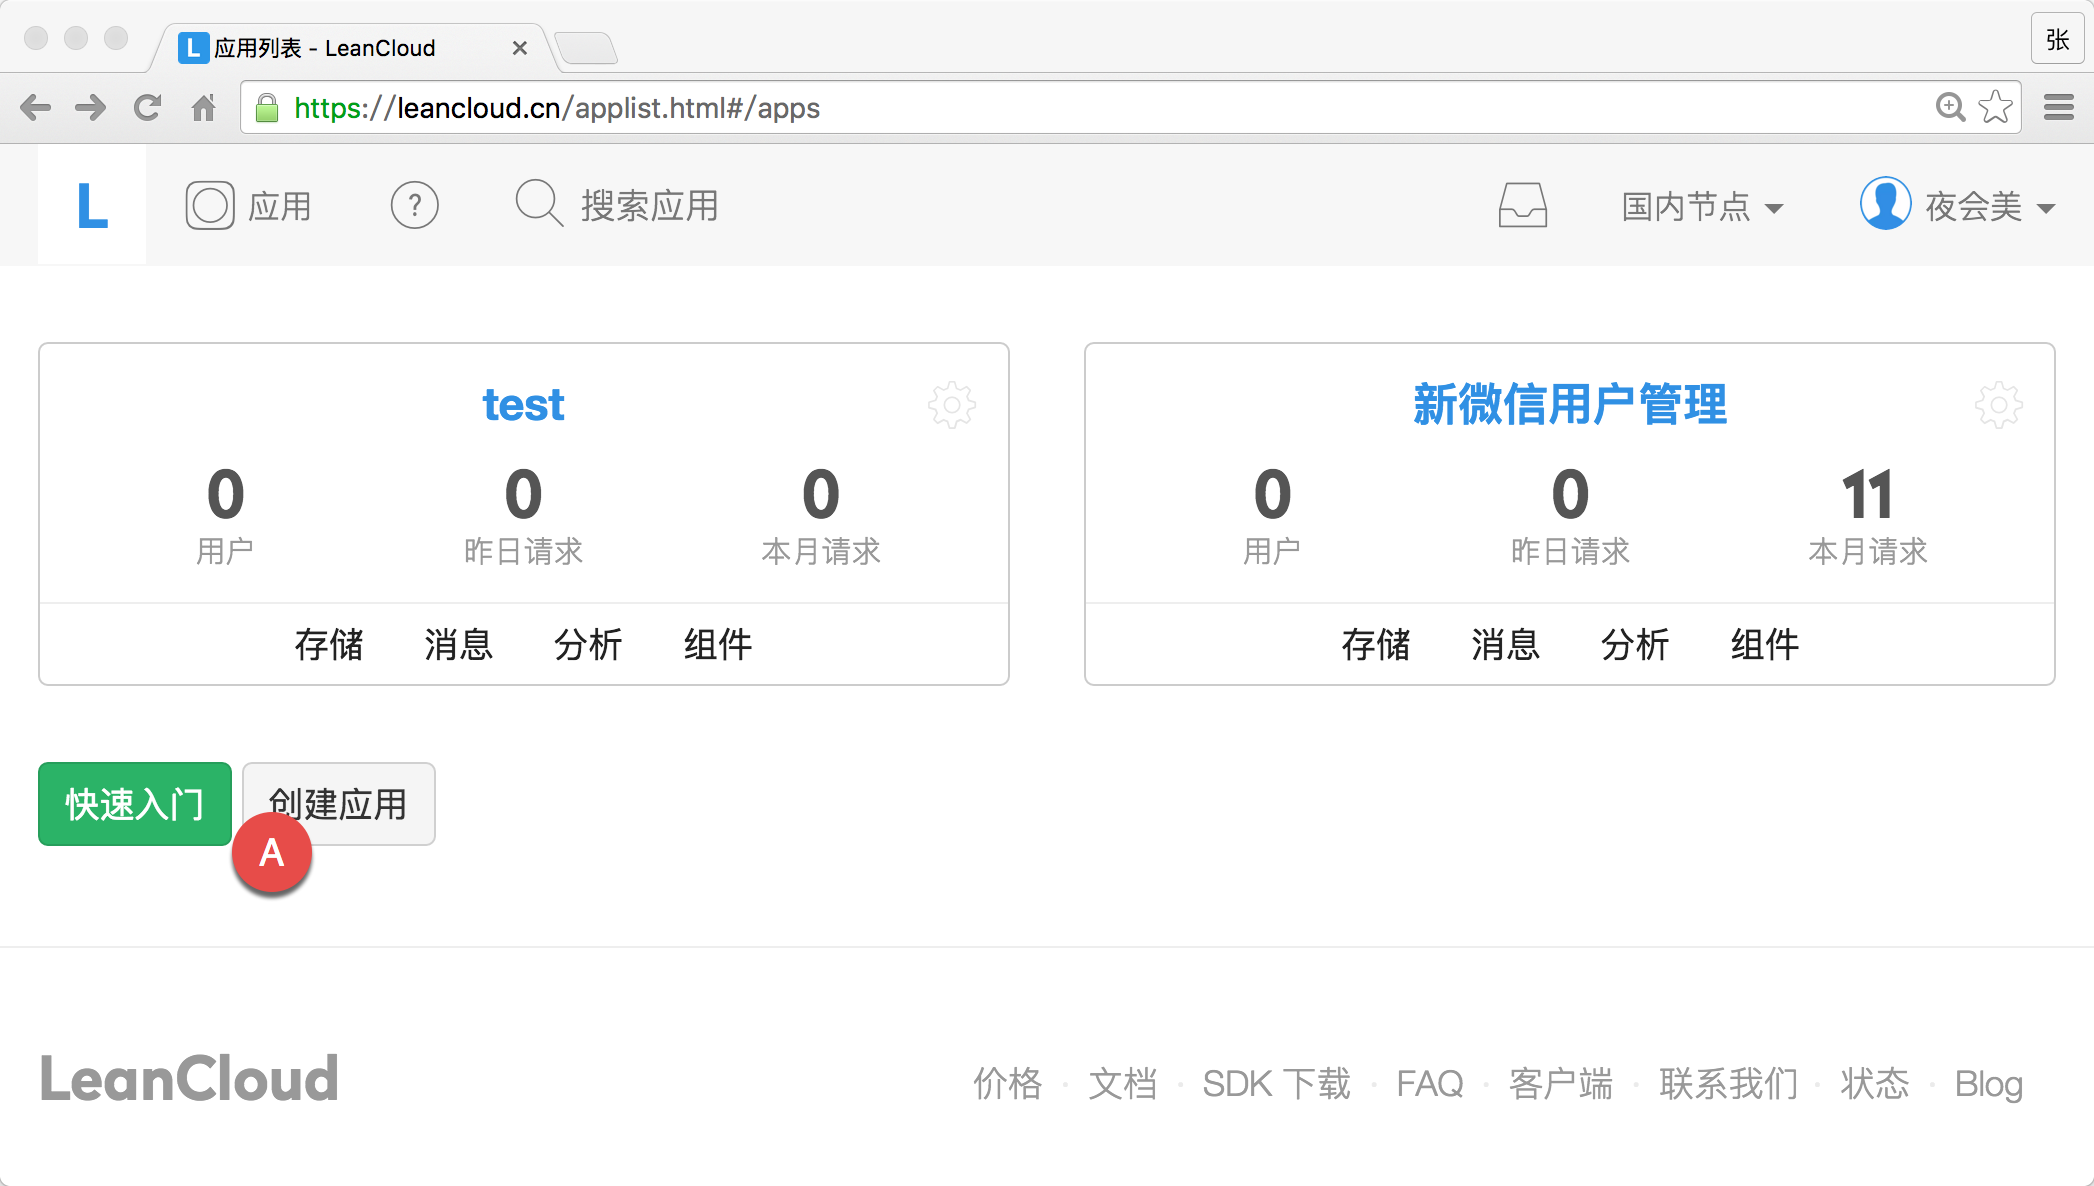 L 应用列表 - LeanCloud
张
https://leancloud.cn/applist.html#/apps
L 应用 ? 搜索应用 国内节点 夜会美
test
0 0 0
用户 昨日请求 本月请求
存储 消息 分析 组件
新微信用户管理
0 0 11
用户 昨日请求 本月请求
存储 消息 分析 组件
快速入门 创建应用
A
LeanCloud
价格 · 文档 · SDK 下载 · FAQ · 客户端 · 联系我们 · 状态 · Blog